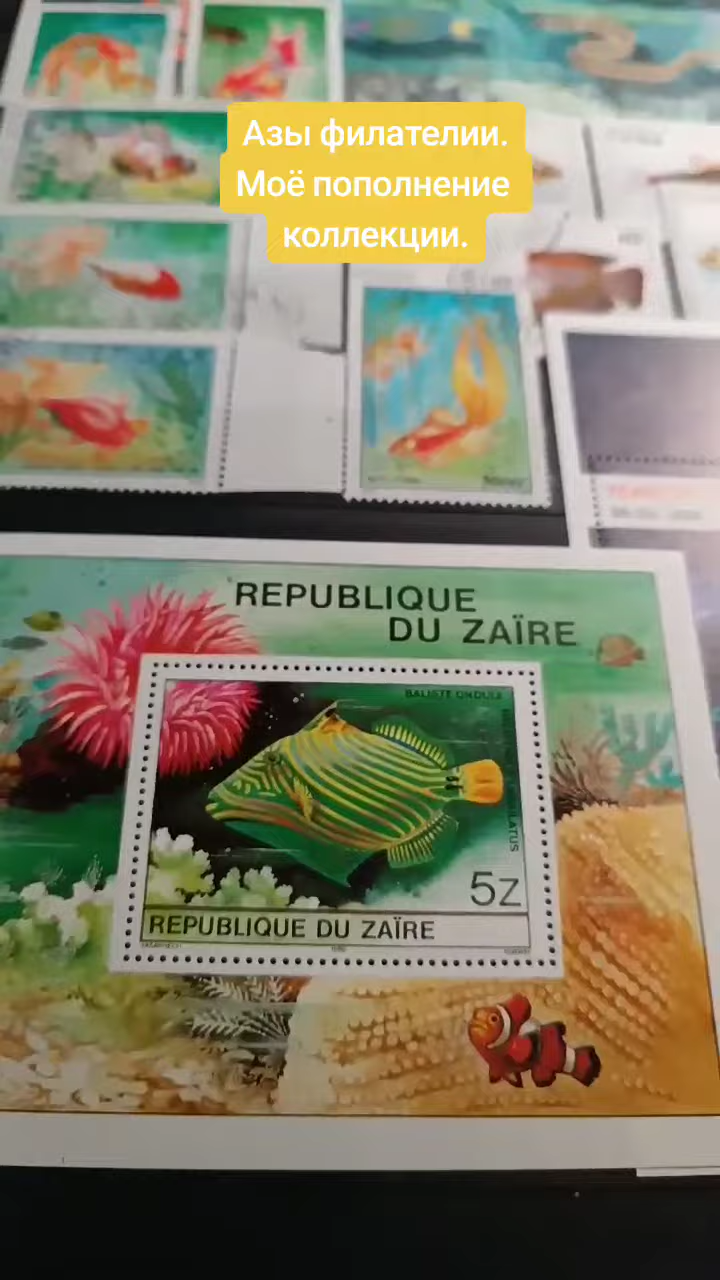 Азы филателии.
Моё пополнение
коллекции.
REPUBLIQUE
DU ZAÏRE
BALISTE ONDULE
5Z
REPUBLIQUE DU ZAÏRE